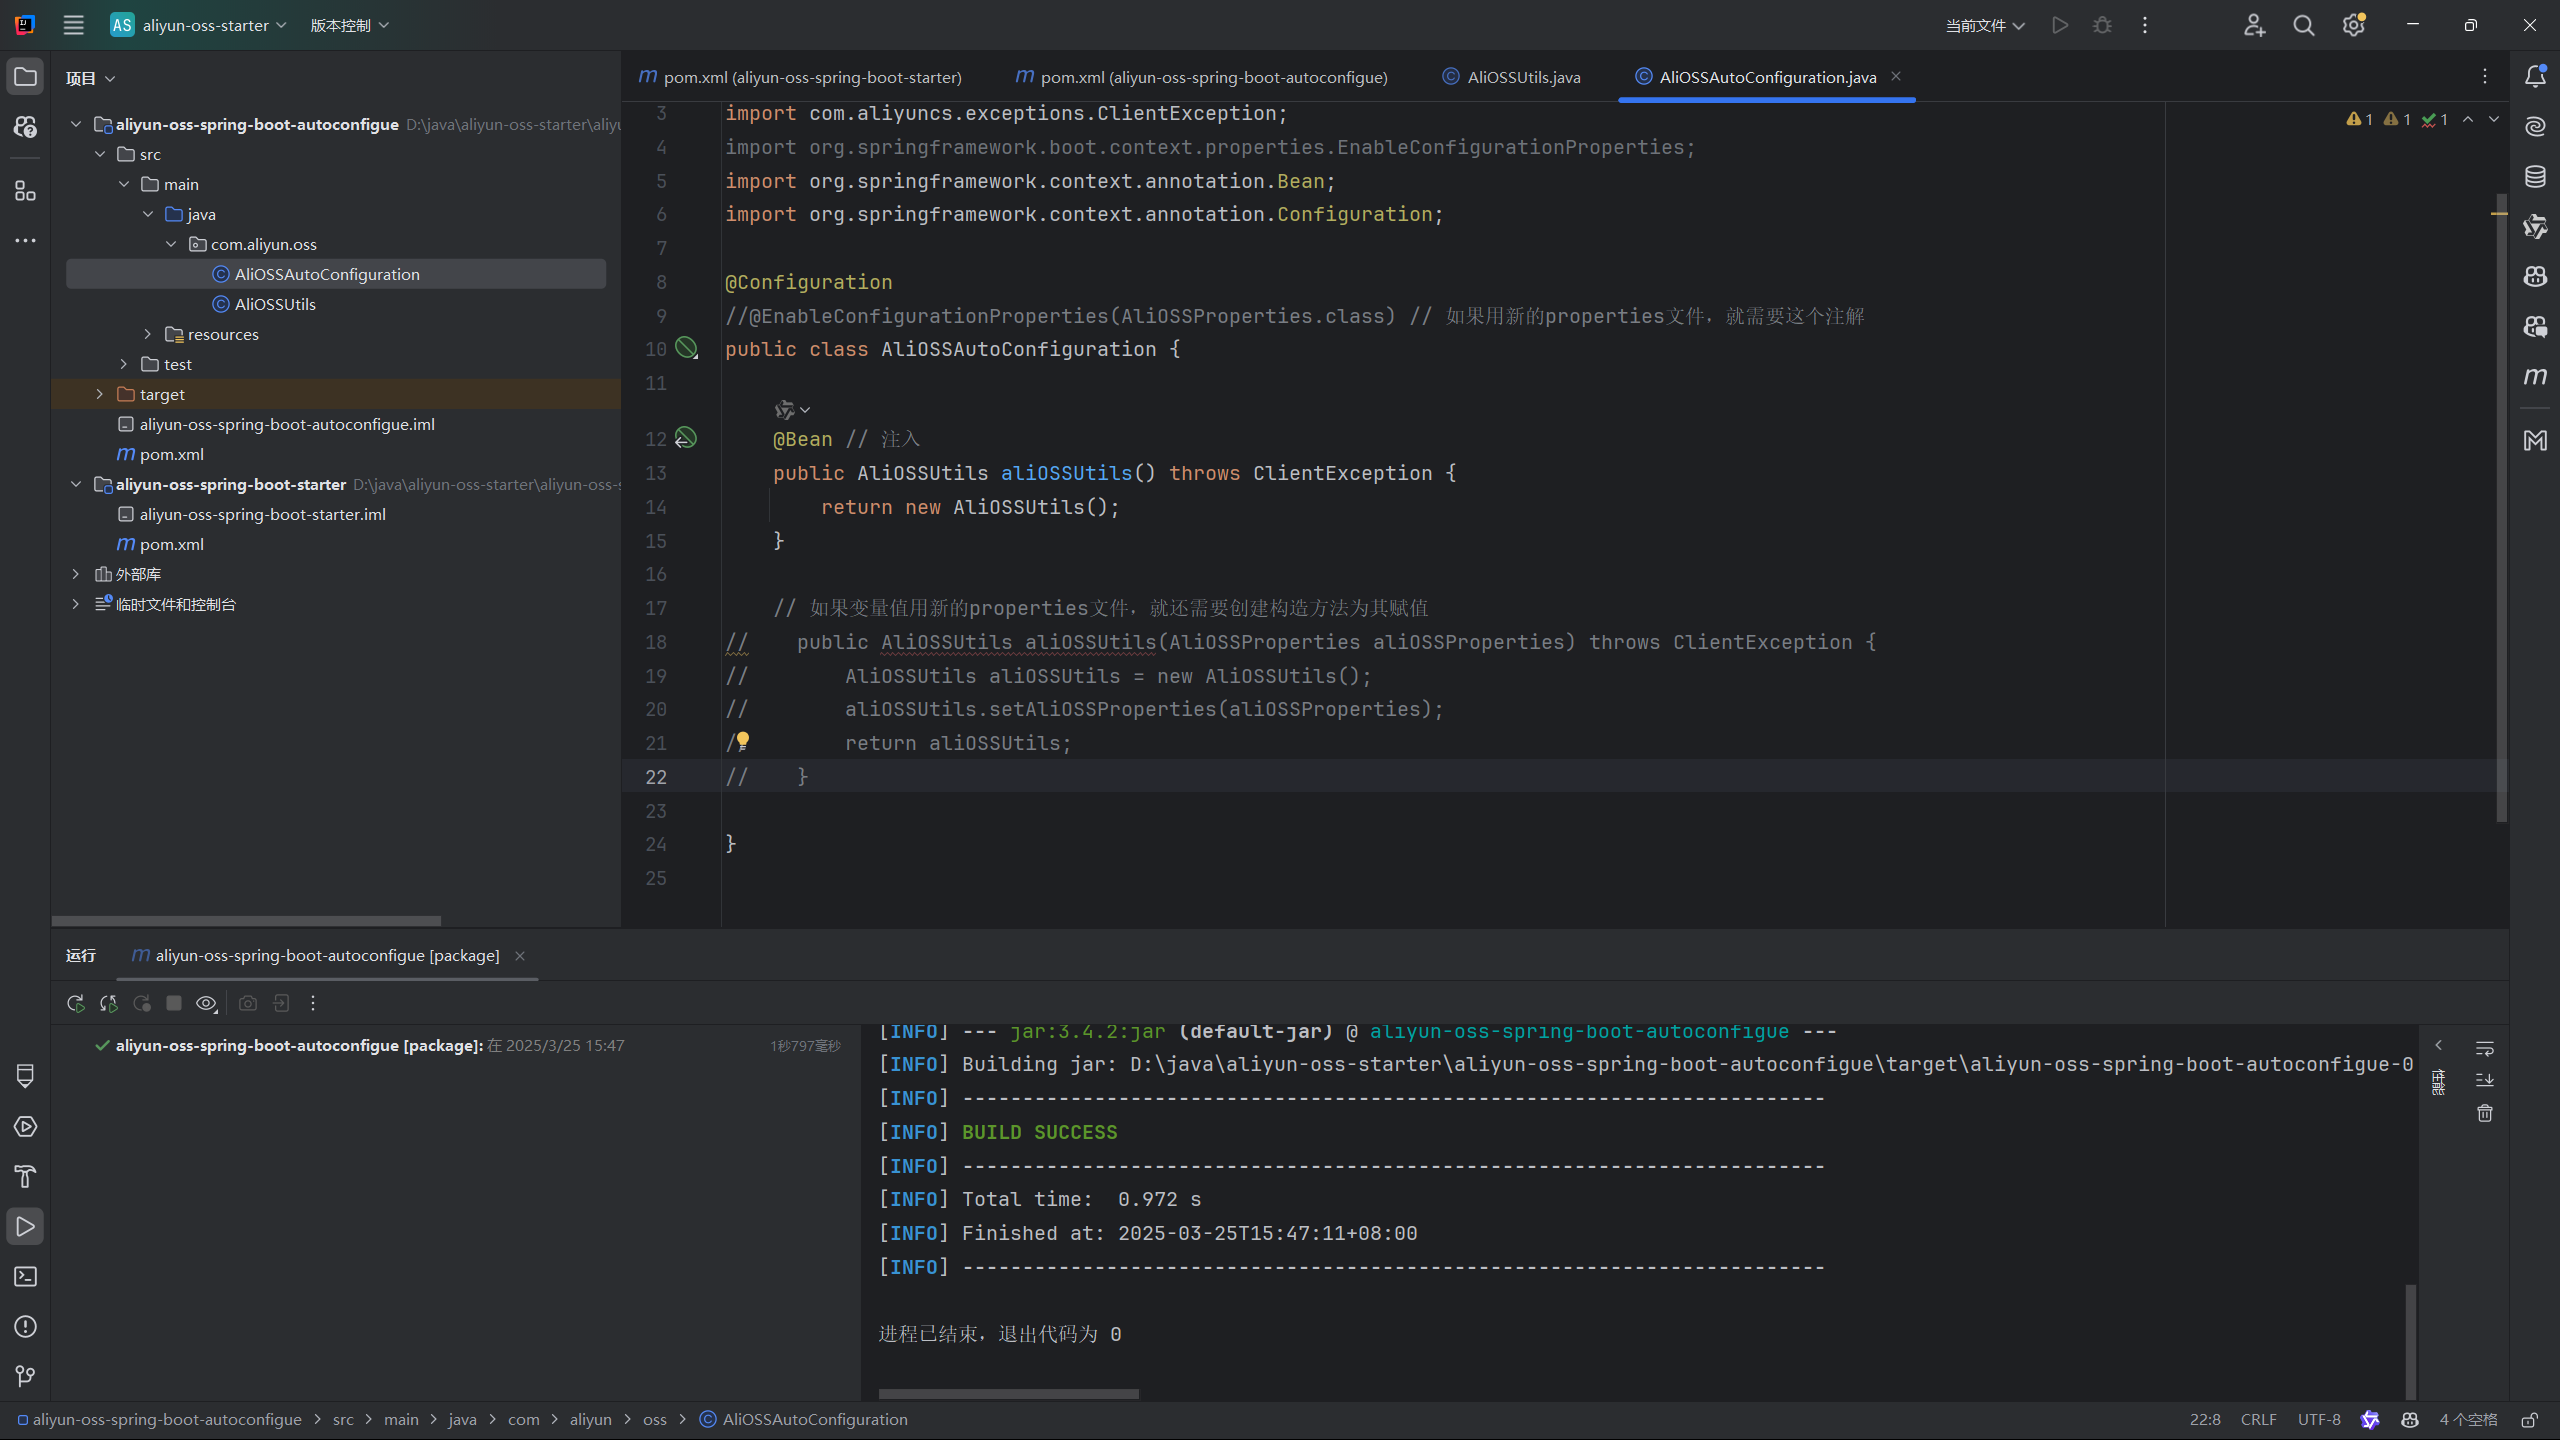 AS aliyun-oss-starter 版本控制 当前文件
项目
aliyun-oss-spring-boot-autoconfigue D:\java\aliyun-oss-starter\aliyu
src
main
java
com.aliyun.oss
AliOSSAutoConfiguration
AliOSSUtils
resources
test
target
aliyun-oss-spring-boot-autoconfigue.iml
m pom.xml
aliyun-oss-spring-boot-starter D:\java\aliyun-oss-starter\aliyun-oss-s
aliyun-oss-spring-boot-starter.iml
m pom.xml
外部库
临时文件和控制台
m pom.xml (aliyun-oss-spring-boot-starter) m pom.xml (aliyun-oss-spring-boot-autoconfigue) AliOSSUtils.java AliOSSAutoConfiguration.java
1 1 1
3 import com.aliyuncs.exceptions.ClientException;
4 import org.springframework.boot.context.properties.EnableConfigurationProperties;
5 import org.springframework.context.annotation.Bean;
6 import org.springframework.context.annotation.Configuration;
7
8 @Configuration
9 //@EnableConfigurationProperties(AliOSSProperties.class) // 如果用新的properties文件，就需要这个注解
10 public class AliOSSAutoConfiguration {
11
12 @Bean // 注入
13 public AliOSSUtils aliOSSUtils() throws ClientException {
14 return new AliOSSUtils();
15 }
16
17 // 如果变量值用新的properties文件，就还需要创建构造方法为其赋值
18 // public AliOSSUtils aliOSSUtils(AliOSSProperties aliOSSProperties) throws ClientException {
19 // AliOSSUtils aliOSSUtils = new AliOSSUtils();
20 // aliOSSUtils.setAliOSSProperties(aliOSSProperties);
21 / return aliOSSUtils;
22 // }
23
24 }
25
运行 m aliyun-oss-spring-boot-autoconfigue [package]
aliyun-oss-spring-boot-autoconfigue [package]: 在 2025/3/25 15:47 1秒797毫秒
[INFO] --- jar:3.4.2:jar (default-jar) @ aliyun-oss-spring-boot-autoconfigue ---
[INFO] Building jar: D:\java\aliyun-oss-starter\aliyun-oss-spring-boot-autoconfigue\target\aliyun-oss-spring-boot-autoconfigue-0
[INFO] ------------------------------------------------------------------------
[INFO] BUILD SUCCESS
[INFO] ------------------------------------------------------------------------
[INFO] Total time:  0.972 s
[INFO] Finished at: 2025-03-25T15:47:11+08:00
[INFO] ------------------------------------------------------------------------
进程已结束，退出代码为 0
性能
aliyun-oss-spring-boot-autoconfigue > src > main > java > com > aliyun > oss > AliOSSAutoConfiguration 22:8 CRLF UTF-8 4 个空格